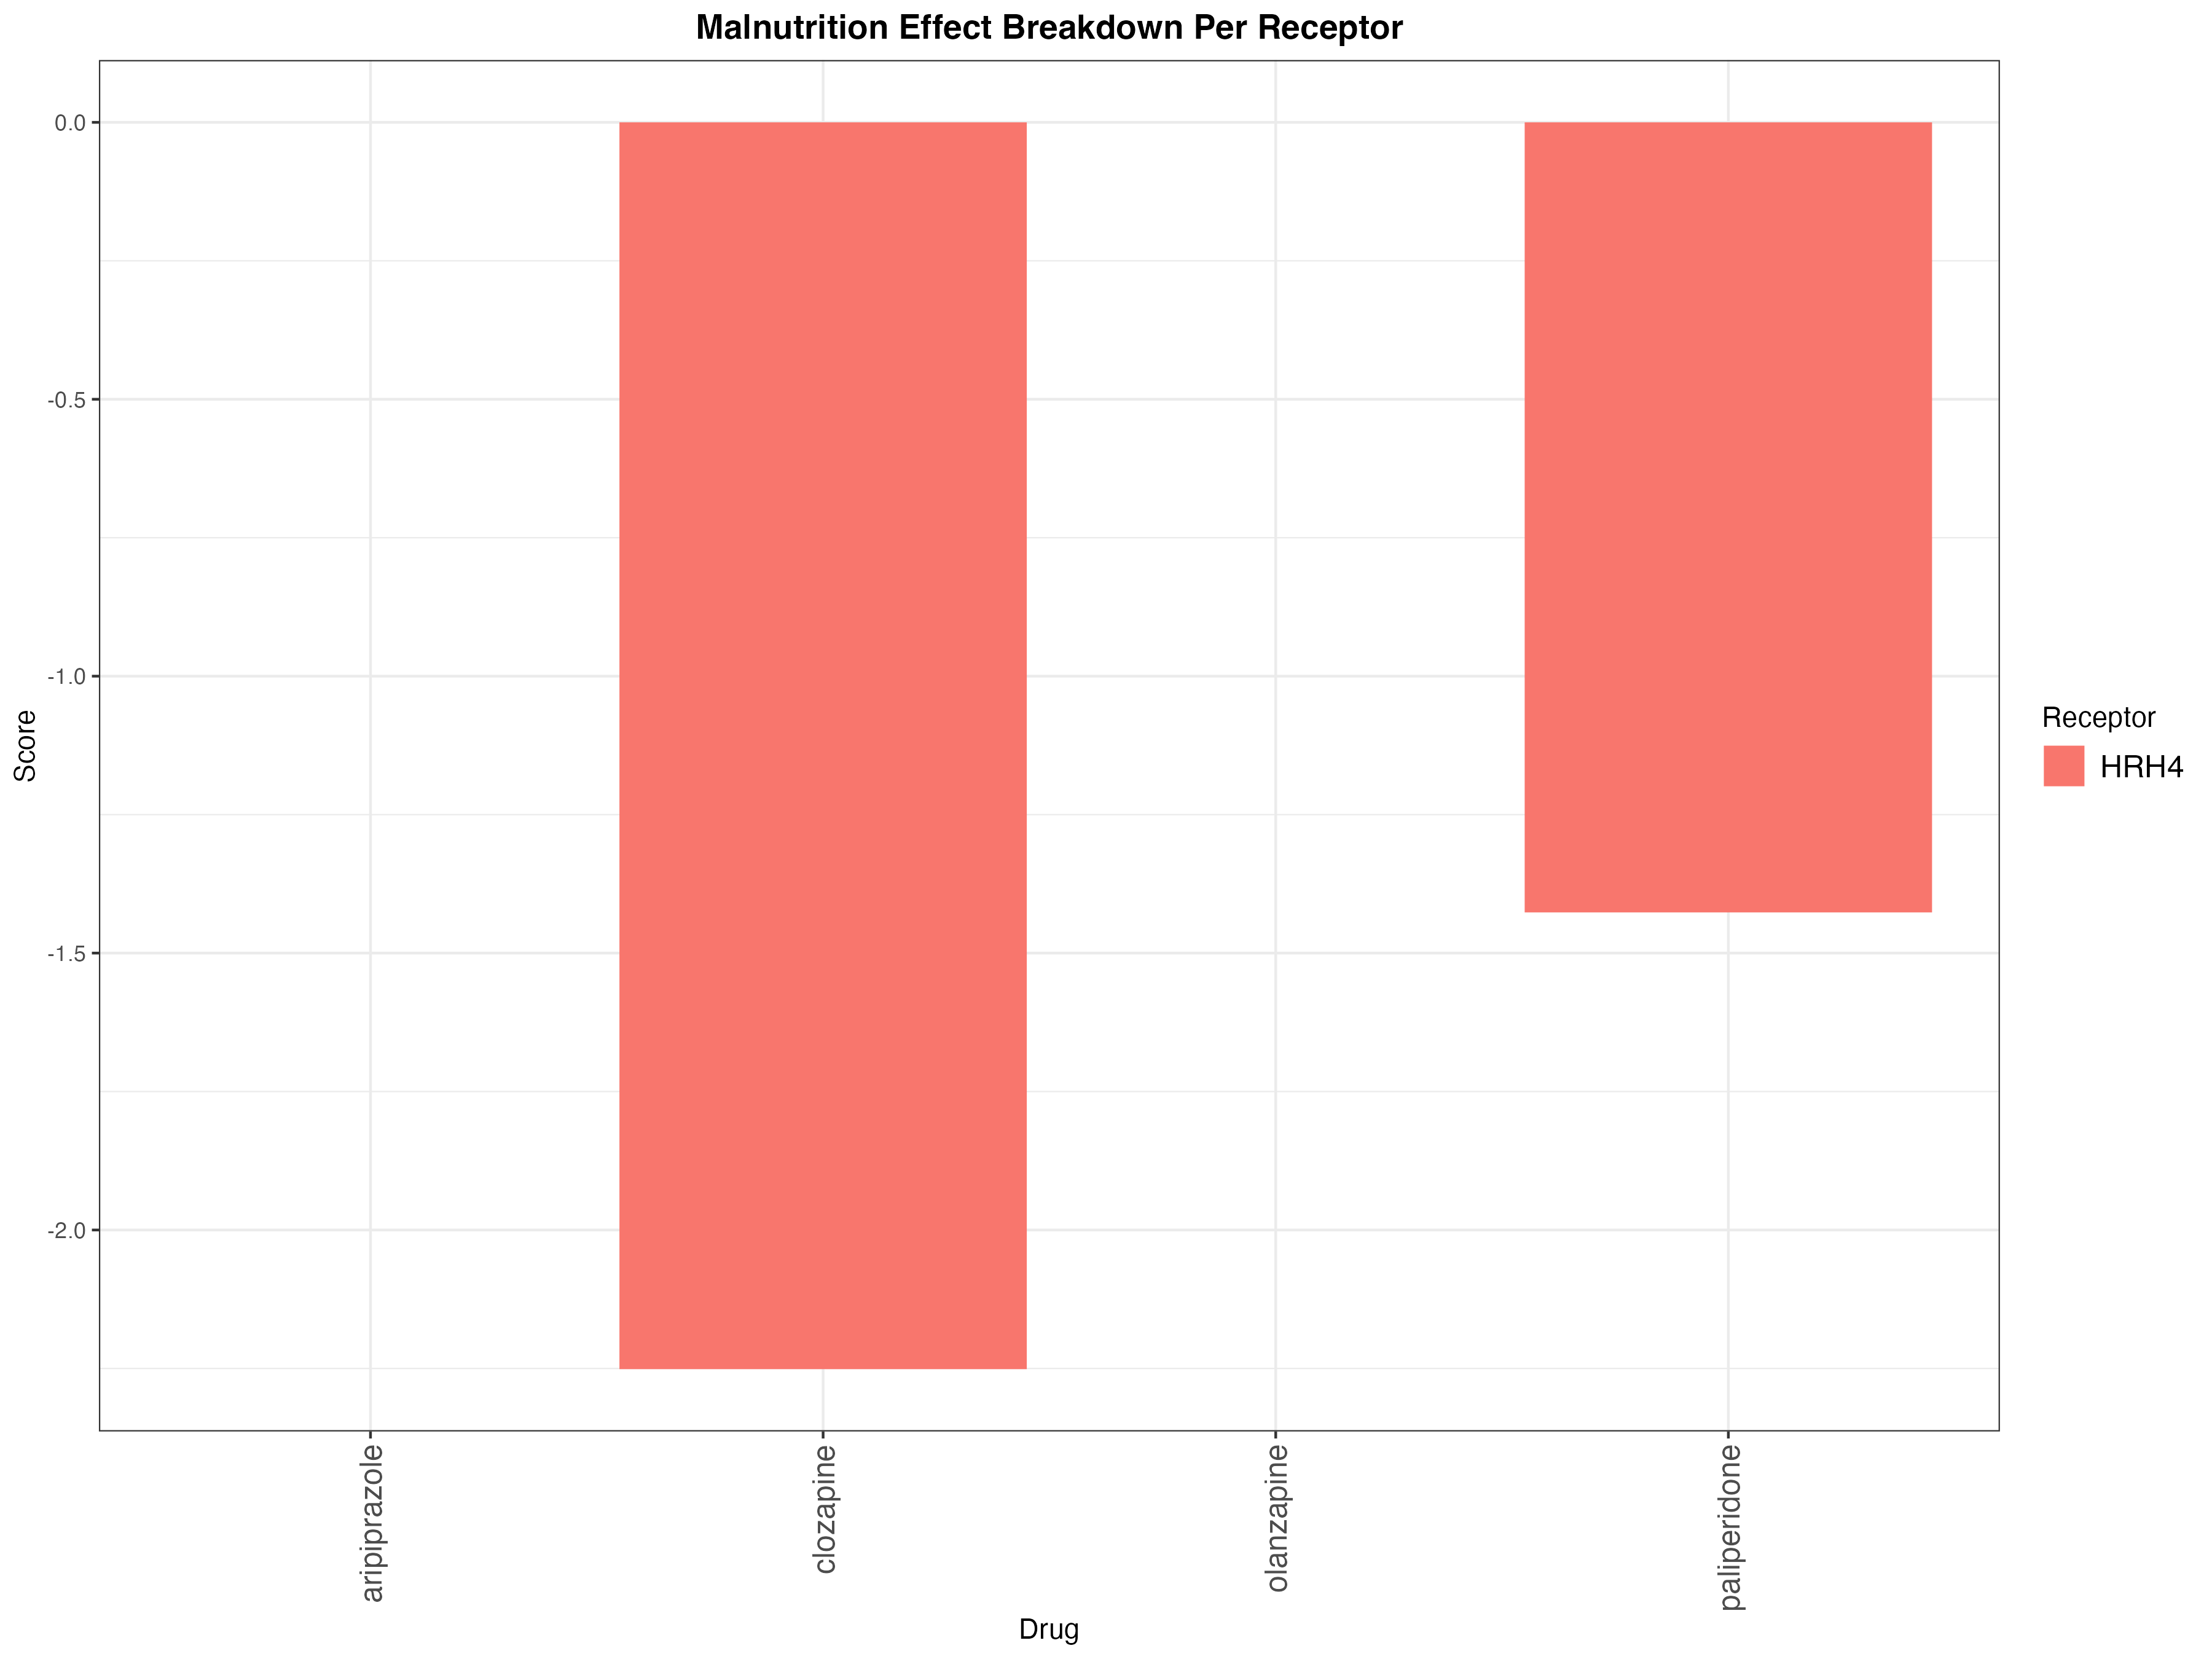 Malnutrition Effect Breakdown Per Receptor
0.0
-0.5
-1.0
-1.5
-2.0
Score
aripiprazole
clozapine
olanzapine
paliperidone
Drug
Receptor
HRH4